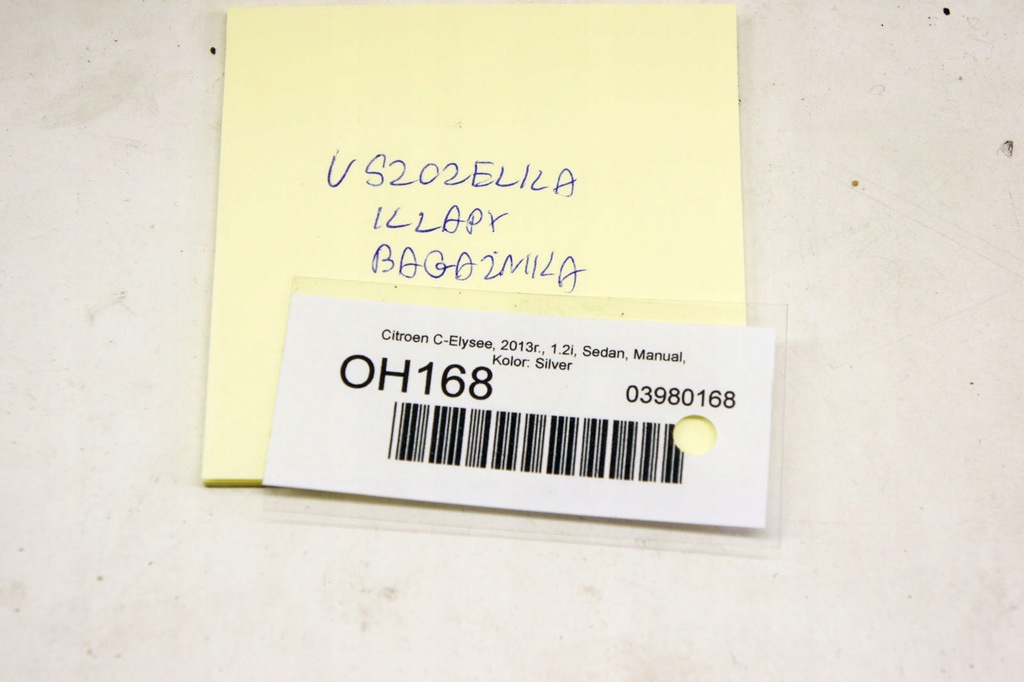 USZCZELKA
KLAPY
BAGAŻNIKA
Citroen C-Elysee, 2013r., 1.2i, Sedan, Manual,
Kolor: Silver
OH168
03980168